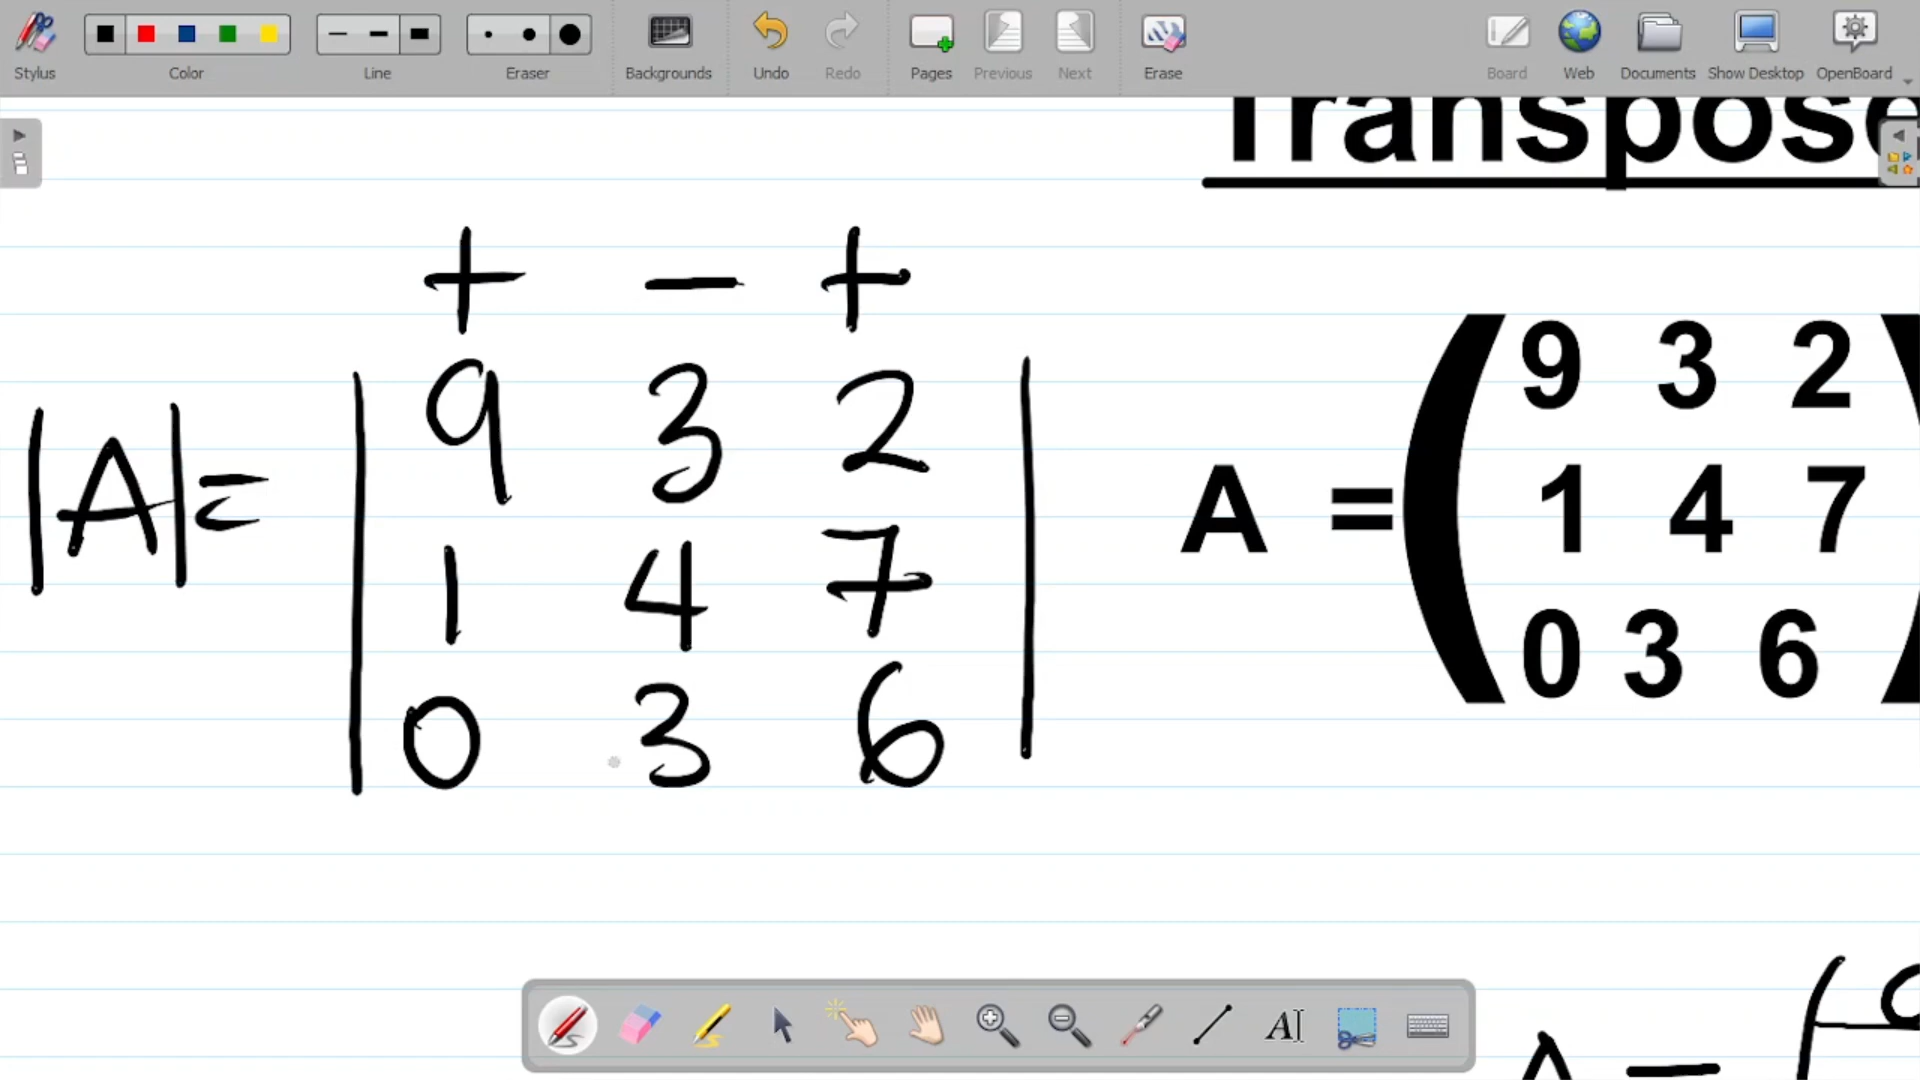 Stylus Color Line Eraser Backgrounds Undo Redo Pages Previous Next Erase Board Web Documents Show Desktop OpenBoard
Transpose
+ − +
|A|= | 9 3 2 |
1 4 7
0 3 6
A = ( 9 3 2 )
1 4 7
0 3 6